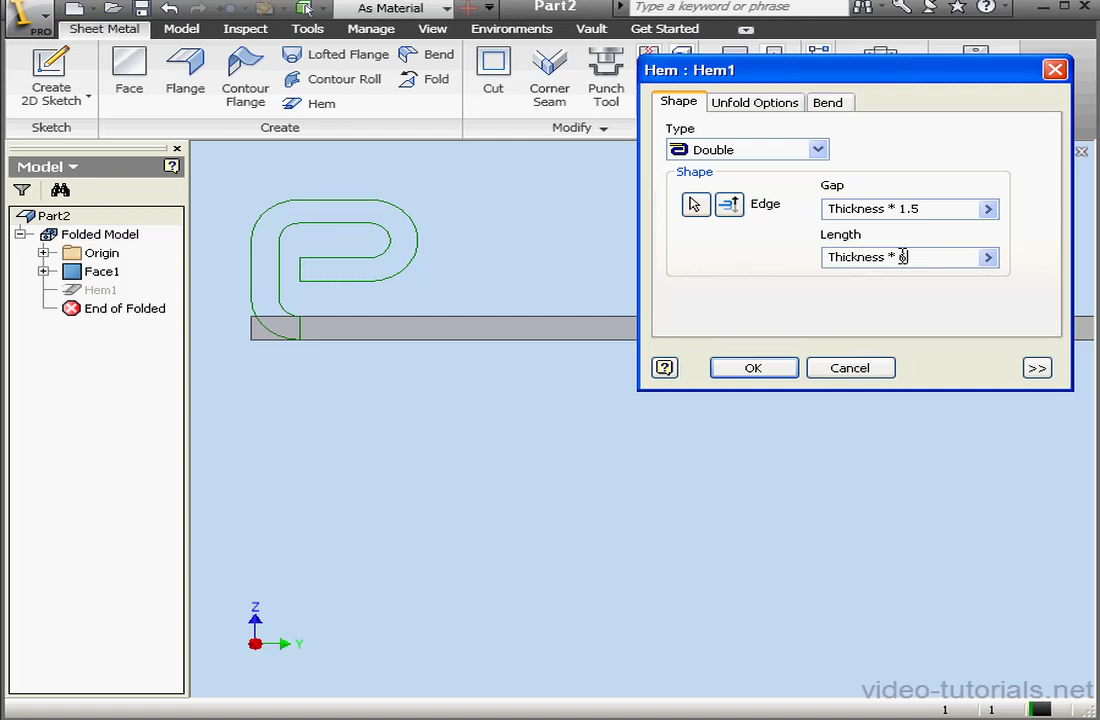 As Material
Part2
Type a keyword or phrase
PRO
Sheet Metal
Model
Inspect
Tools
Manage
View
Environments
Vault
Get Started
Create
2D Sketch
Face
Flange
Contour
Flange
Lofted Flange
Contour Roll
Hem
Bend
Fold
Cut
Corner
Seam
Punch
Tool
Sketch
Create
Modify
Hem : Hem1
Shape
Unfold Options
Bend
Type
Double
Shape
Edge
Gap
Thickness * 1.5
Length
Thickness * 6
OK
Cancel
>>
Model
Part2
Folded Model
Origin
Face1
Hem1
End of Folded
Z
Y
video-tutorials.net
1
1